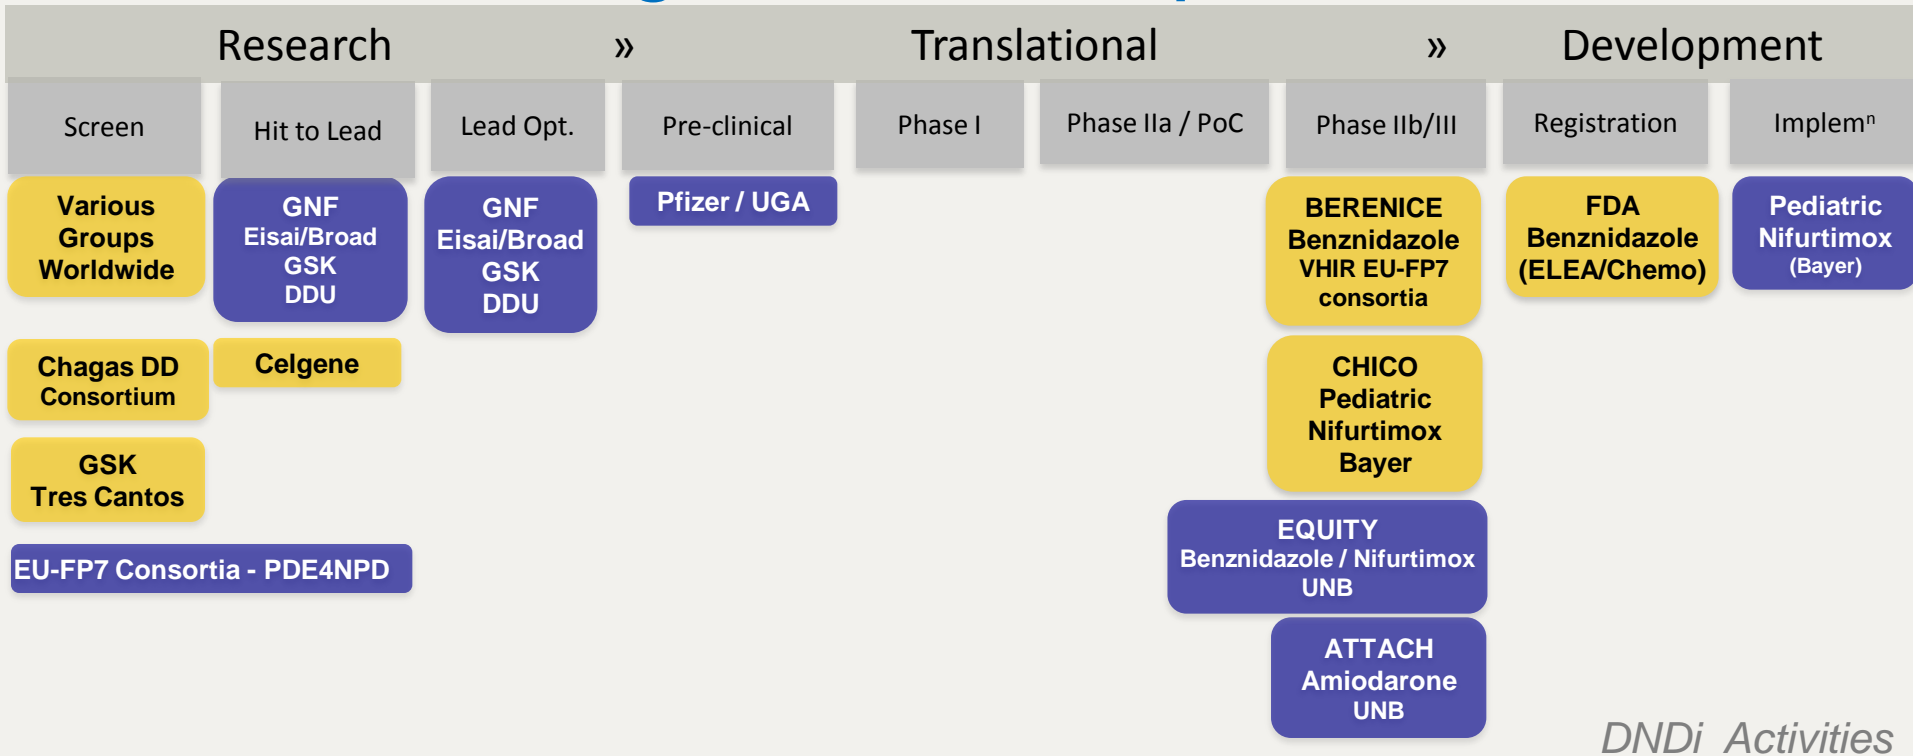 Research » Translational » Development
Screen Hit to Lead Lead Opt. Pre-clinical Phase I Phase IIa / PoC Phase IIb/III Registration Implemⁿ
Various
Groups
Worldwide
GNF
Eisai/Broad
GSK
DDU
GNF
Eisai/Broad
GSK
DDU
Pfizer / UGA
BERENICE
Benznidazole
VHIR EU-FP7
consortia
FDA
Benznidazole
(ELEA/Chemo)
Pediatric
Nifurtimox
(Bayer)
Chagas DD
Consortium
Celgene
CHICO
Pediatric
Nifurtimox
Bayer
GSK
Tres Cantos
EQUITY
Benznidazole / Nifurtimox
UNB
EU-FP7 Consortia - PDE4NPD
ATTACH
Amiodarone
UNB
DNDi Activities